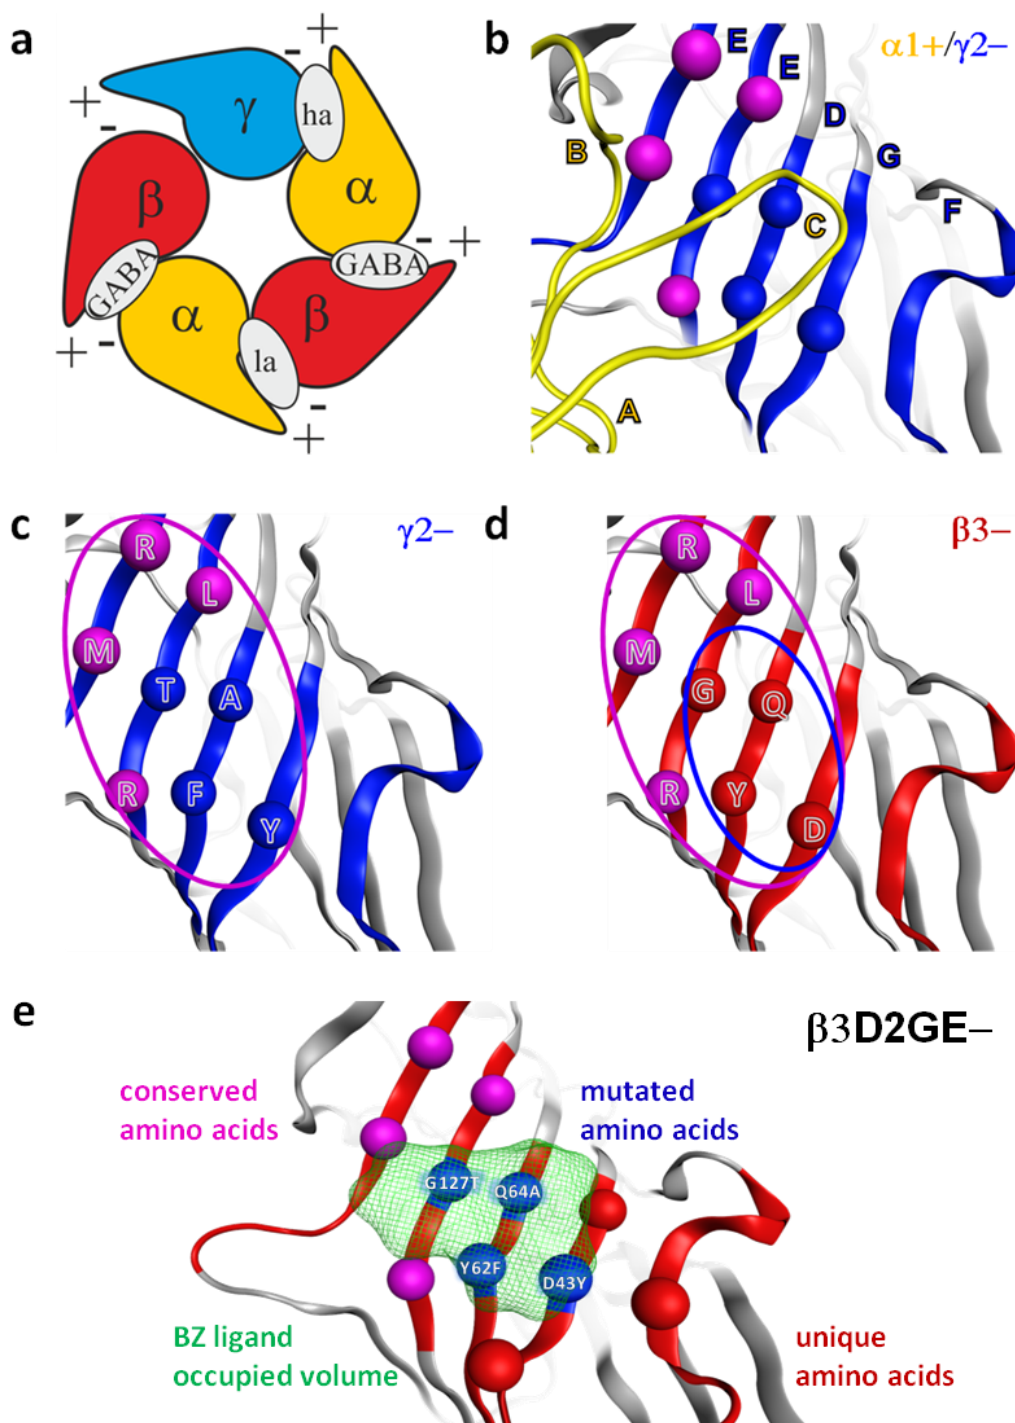 a
+
-
ha
γ
+
-
α
β
- +
GABA
GABA
α
β
+
-
la
-
+
b
α1+/γ2−
E
E
D
B
G
C
F
A
c
γ2−
R
L
M
T
A
R
F
Y
d
β3−
R
L
M
G
Q
R
Y
D
e
β3D2GE−
conserved
amino acids
mutated
amino acids
G127T
Q64A
Y62F
D43Y
BZ ligand
occupied volume
unique
amino acids